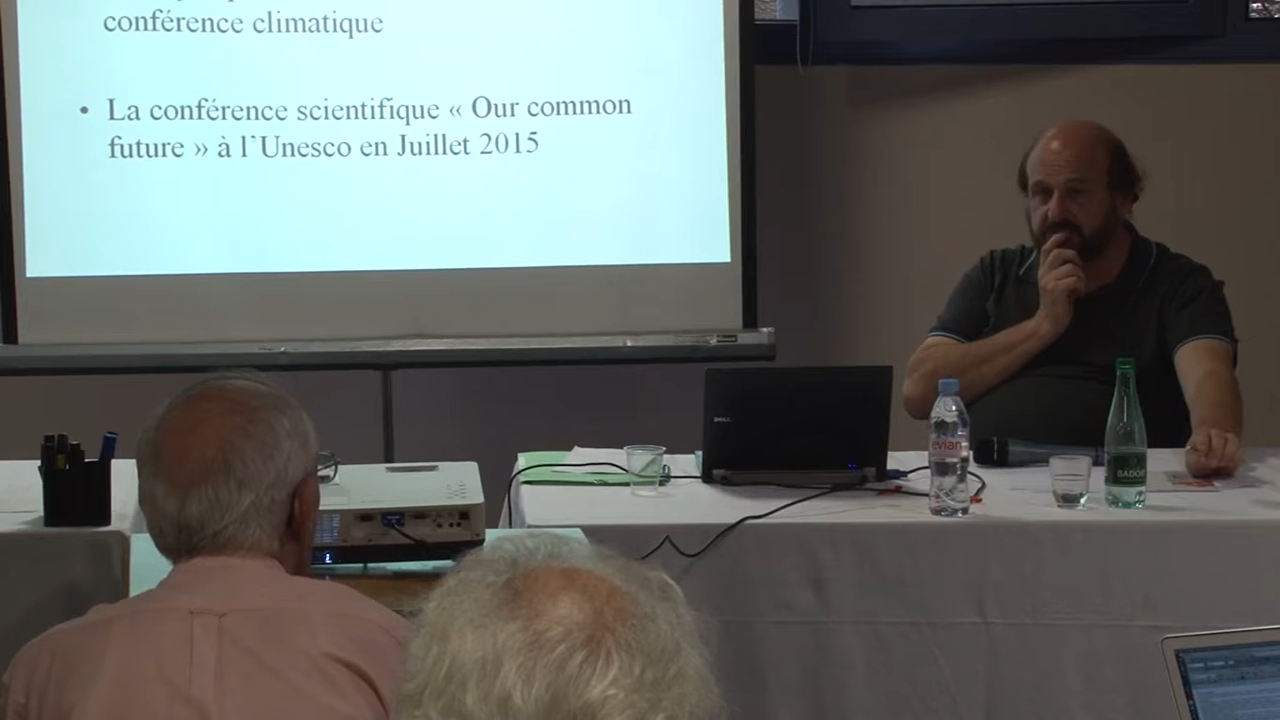 conférence climatique
• La conférence scientifique « Our common
future » à l'Unesco en Juillet 2015
DELL
evian
BADOIT